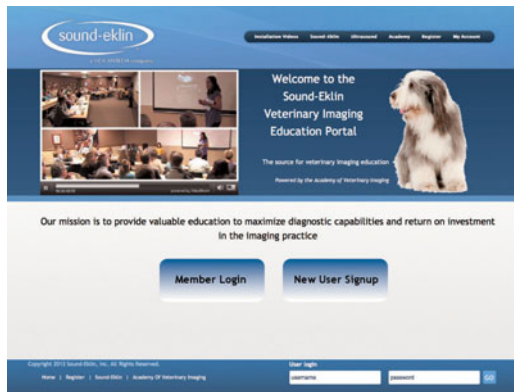 sound-eklin
Installation Videos Sound-Eklin Ultrasound Academy Register My Account
Welcome to the
Sound-Eklin
Veterinary Imaging
Education Portal
The source for veterinary imaging education
Powered by the Academy of Veterinary Imaging
Our mission is to provide valuable education to maximize diagnostic capabilities and return on investment
in the imaging practice
Member Login
New User Signup
Copyright 2012 Sound-Eklin, Inc. All Rights Reserved.
Home | Register | Sound-Eklin | Academy Of Veterinary Imaging
User login
username
password
GO